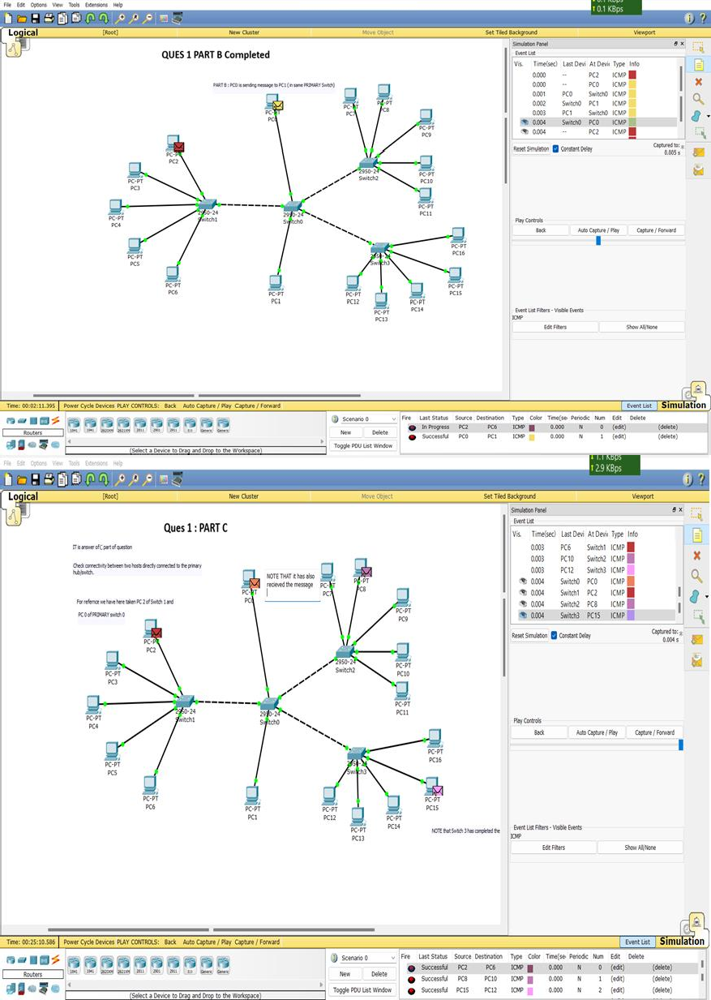 0.1 KBps
0.1 KBps
File Edit Options View Tools Extensions Help
Logical [Root] New Cluster Move Object Set Tiled Background Viewport
QUES 1 PART B Completed
PART B : PC0 is sending message to PC1 ( in same PRIMARY Switch)
PC-PT
PC7
PC-PT
PC8
PC-PT
PC9
PC-PT
PC2
PC-PT
PC3
2950-24
Switch2
PC-PT
PC10
PC-PT
PC11
PC-PT
PC4
2950-24
Switch1
2950-24
Switch0
PC-PT
PC5
PC-PT
PC16
Switch3
PC-PT
PC6
PC-PT
PC1
PC-PT
PC12
PC-PT
PC13
PC-PT
PC14
PC-PT
PC15
Simulation Panel
Event List
Vis. Time(sec) Last Devi At Devic Type Info
0.000 -- PC2 ICMP
0.000 -- PC0 ICMP
0.001 PC0 Switch0 ICMP
0.002 Switch0 PC1 ICMP
0.003 PC1 Switch0 ICMP
0.004 Switch0 PC0 ICMP
0.004 -- PC2 ICMP
Reset Simulation Constant Delay Captured to:
0.005 s
Play Controls
Back Auto Capture / Play Capture / Forward
Event List Filters - Visible Events
ICMP
Edit Filters Show All/None
Time: 00:02:11.395 Power Cycle Devices PLAY CONTROLS: Back Auto Capture / Play Capture / Forward Event List Simulation
Routers
1841 1941 2620XM 2621XM 2811 2901 2911 Generic Generic
(Select a Device to Drag and Drop to the Workspace)
Scenario 0
New Delete
Toggle PDU List Window
Fire Last Status Source Destination Type Color Time(se Periodic Num Edit Delete
In Progress PC2 PC6 ICMP 0.000 N 0 (edit) (delete)
Successful PC0 PC1 ICMP 0.000 N 1 (edit) (delete)
1.1 KBps
2.9 KBps
File Edit Options View Tools Extensions Help
Logical [Root] New Cluster Move Object Set Tiled Background Viewport
Ques 1 : PART C
IT is answer of C part of question
Check connectivity between two hosts directly connected to the primary
hub/switch.
For refernce we have here taken PC 2 of Switch 1 and
PC 0 of PRIMARY switch 0
NOTE THAT it has also
recieved the message
PC-PT
PC7
PC-PT
PC8
PC-PT
PC9
PC-PT
PC2
PC-PT
PC3
2950-24
Switch2
PC-PT
PC10
PC-PT
PC11
PC-PT
PC4
2950-24
Switch1
2950-24
Switch0
PC-PT
PC5
PC-PT
PC16
2950-24
Switch3
PC-PT
PC6
PC-PT
PC1
PC-PT
PC12
PC-PT
PC13
PC-PT
PC14
PC-PT
PC15
NOTE that Switch 3 has completed the
Simulation Panel
Event List
Vis. Time(sec) Last Devi At Devic Type Info
0.003 PC6 Switch1 ICMP
0.003 PC10 Switch2 ICMP
0.003 PC12 Switch3 ICMP
0.004 Switch0 PC0 ICMP
0.004 Switch1 PC2 ICMP
0.004 Switch2 PC8 ICMP
0.004 Switch3 PC15 ICMP
Reset Simulation Constant Delay Captured to:
0.004 s
Play Controls
Back Auto Capture / Play Capture / Forward
Event List Filters - Visible Events
ICMP
Edit Filters Show All/None
Time: 00:25:10.586 Power Cycle Devices PLAY CONTROLS: Back Auto Capture / Play Capture / Forward Event List Simulation
Routers
1841 1941 2620XM 2621XM 2811 2901 2911 Generic Generic
(Select a Device to Drag and Drop to the Workspace)
Scenario 0
New Delete
Toggle PDU List Window
Fire Last Status Source Destination Type Color Time(se Periodic Num Edit Delete
Successful PC2 PC6 ICMP 0.000 N 0 (edit) (delete)
Successful PC8 PC10 ICMP 0.000 N 1 (edit) (delete)
Successful PC15 PC12 ICMP 0.000 N 2 (edit) (delete)